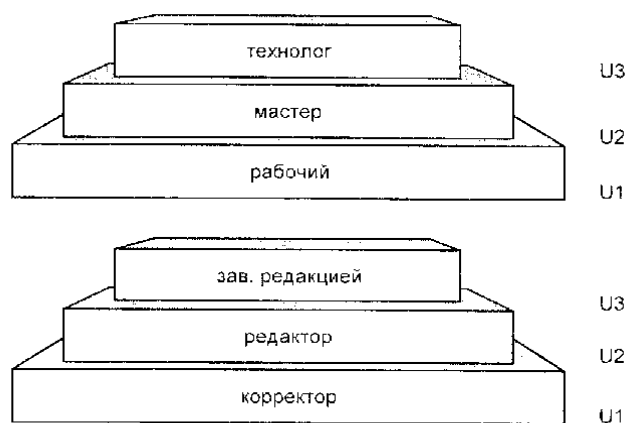 технолог
U3
мастер
U2
рабочий
U1
зав. редакцией
U3
редактор
U2
корректор
U1